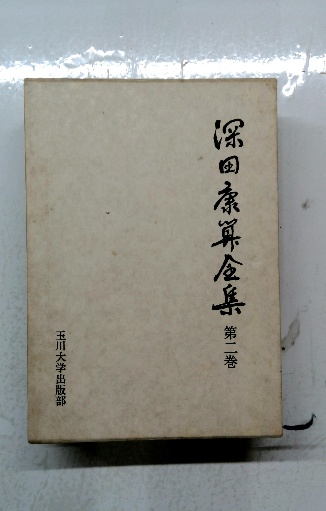 深田康算全集
第二巻
玉川大学出版部